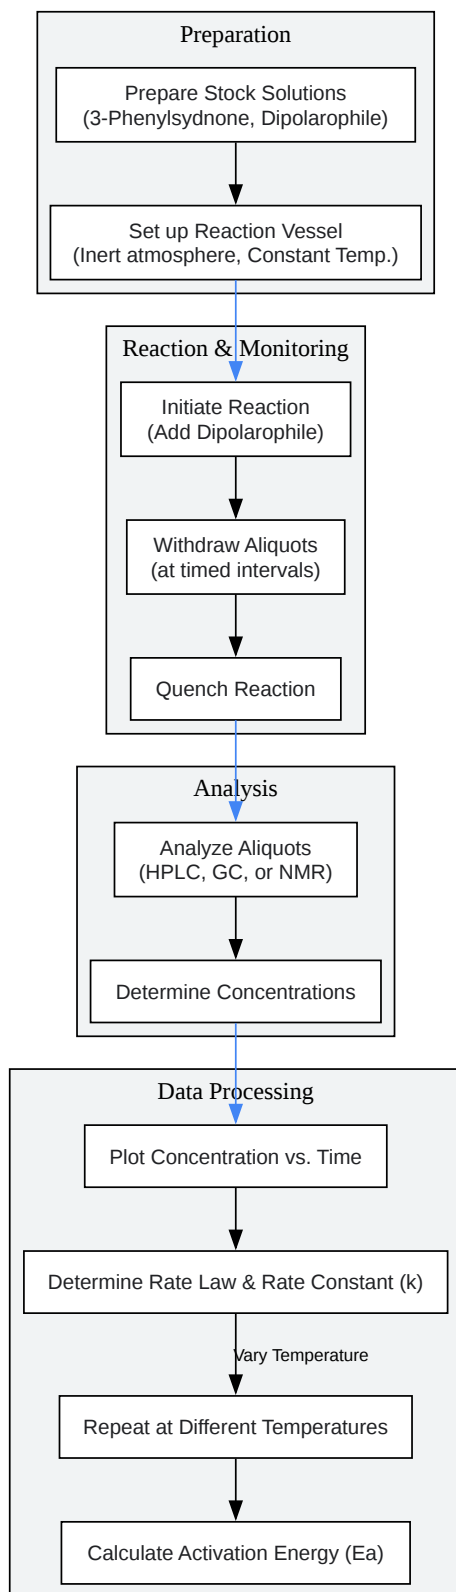 Preparation
Prepare Stock Solutions
(3-Phenylsydnone, Dipolarophile)
Set up Reaction Vessel
(Inert atmosphere, Constant Temp.)
Reaction & Monitoring
Initiate Reaction
(Add Dipolarophile)
Withdraw Aliquots
(at timed intervals)
Quench Reaction
Analysis
Analyze Aliquots
(HPLC, GC, or NMR)
Determine Concentrations
Data Processing
Plot Concentration vs. Time
Determine Rate Law & Rate Constant (k)
Vary Temperature
Repeat at Different Temperatures
Calculate Activation Energy (Ea)